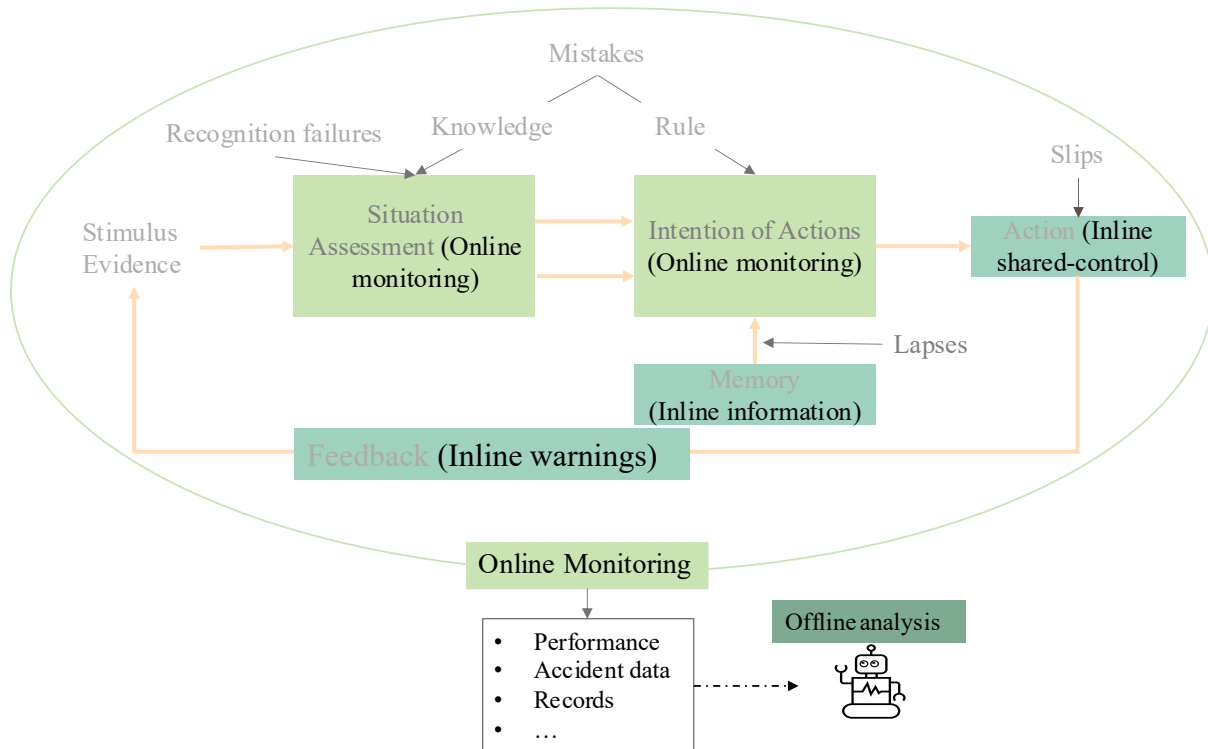 Mistakes
Recognition failures
Knowledge
Rule
Slips
Stimulus
Evidence
Situation
Assessment (Online
monitoring)
Intention of Actions
(Online monitoring)
Action (Inline
shared-control)
Lapses
Memory
(Inline information)
Feedback (Inline warnings)
Online Monitoring
• Performance
• Accident data
• Records
• …
Offline analysis